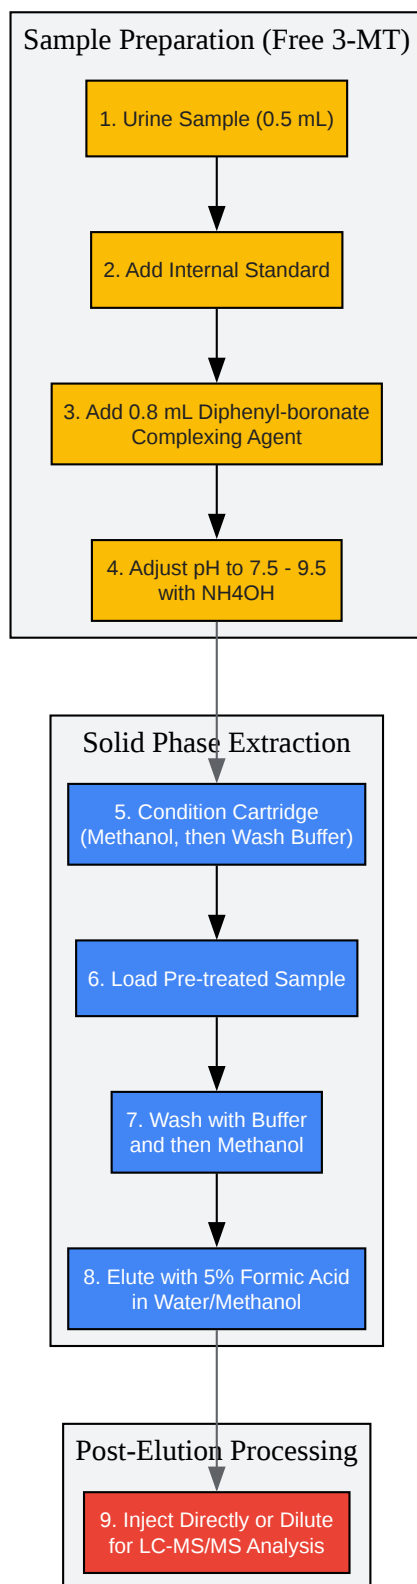 Sample Preparation (Free 3-MT)
1. Urine Sample (0.5 mL)
2. Add Internal Standard
3. Add 0.8 mL Diphenyl-boronate
Complexing Agent
4. Adjust pH to 7.5 - 9.5
with NH4OH
Solid Phase Extraction
5. Condition Cartridge
(Methanol, then Wash Buffer)
6. Load Pre-treated Sample
7. Wash with Buffer
and then Methanol
8. Elute with 5% Formic Acid
in Water/Methanol
Post-Elution Processing
9. Inject Directly or Dilute
for LC-MS/MS Analysis